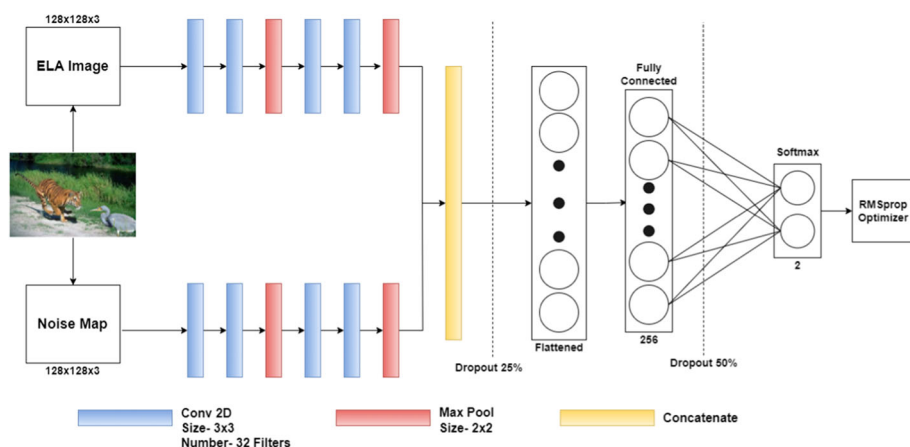 128x128x3
ELA Image
Noise Map
128x128x3
Dropout 25%
Flattened
Fully
Connected
256
Dropout 50%
Softmax
2
RMSprop
Optimizer
Conv 2D
Size- 3x3
Number- 32 Filters
Max Pool
Size- 2x2
Concatenate